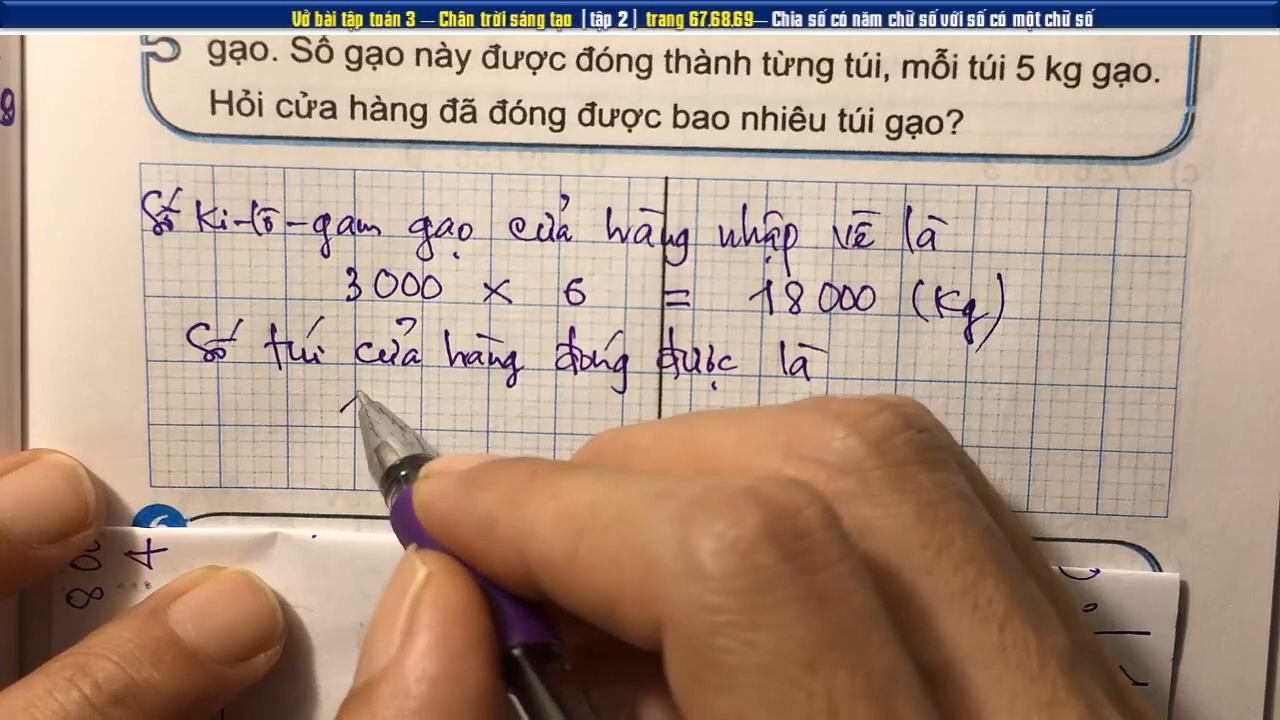 Vở bài tập toán 3 – Chân trời sáng tạo (tập 2) trang 67,68,69– Chia số có năm chữ số với số có một chữ số
gạo. Số gạo này được đóng thành từng túi, mỗi túi 5 kg gạo.
Hỏi cửa hàng đã đóng được bao nhiêu túi gạo?
Số ki-lô-gam gạo cửa hàng nhập về là
3 000 x 6 = 18 000 (kg)
Số túi cửa hàng đóng được là
1
6
4